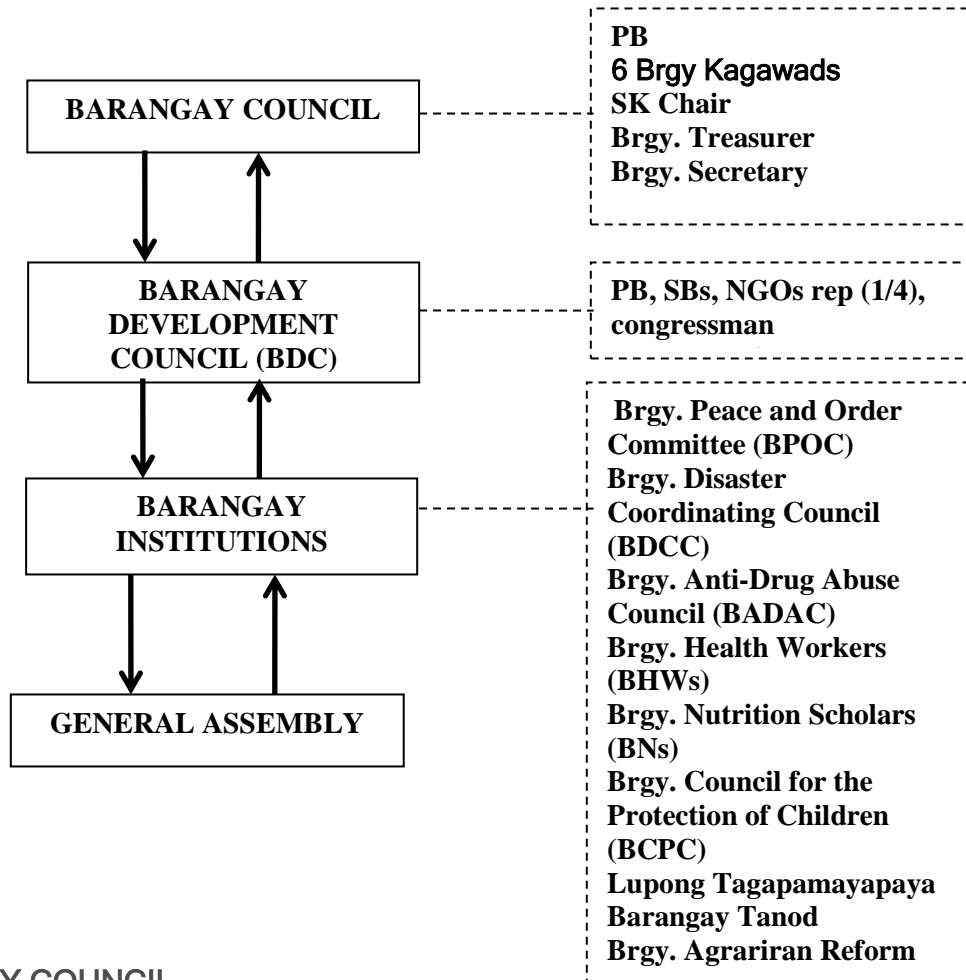 BARANGAY COUNCIL
PB
6 Brgy Kagawads
SK Chair
Brgy. Treasurer
Brgy. Secretary
BARANGAY
DEVELOPMENT
COUNCIL (BDC)
PB, SBs, NGOs rep (1/4),
congressman
BARANGAY
INSTITUTIONS
Brgy. Peace and Order
Committee (BPOC)
Brgy. Disaster
Coordinating Council
(BDCC)
Brgy. Anti-Drug Abuse
Council (BADAC)
Brgy. Health Workers
(BHWs)
Brgy. Nutrition Scholars
(BNs)
Brgy. Council for the
Protection of Children
(BCPC)
Lupong Tagapamayapaya
Barangay Tanod
Brgy. Agrariran Reform
GENERAL ASSEMBLY
Y COUNCIL